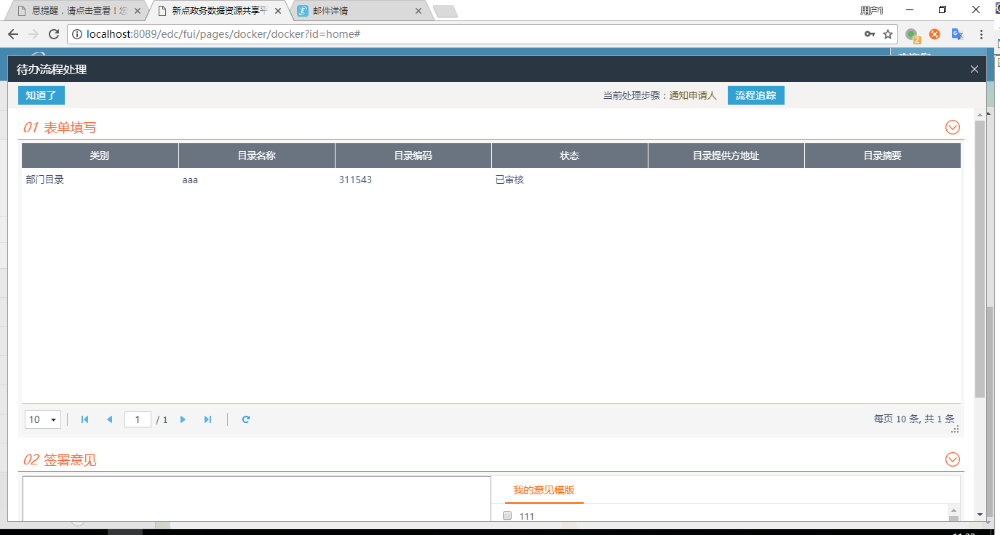 息提醒，请点击查看！您
新点政务数据资源共享平
邮件详情
用户1
localhost:8089/edc/fui/pages/docker/docker?id=home#
2
待办流程处理
知道了
当前处理步骤：通知申请人
流程追踪
01 表单填写
类别 目录名称 目录编码 状态 目录提供方地址 目录摘要
部门目录 aaa 311543 已审核
10 1 / 1 每页 10 条, 共 1 条
02 签署意见
我的意见模版
111